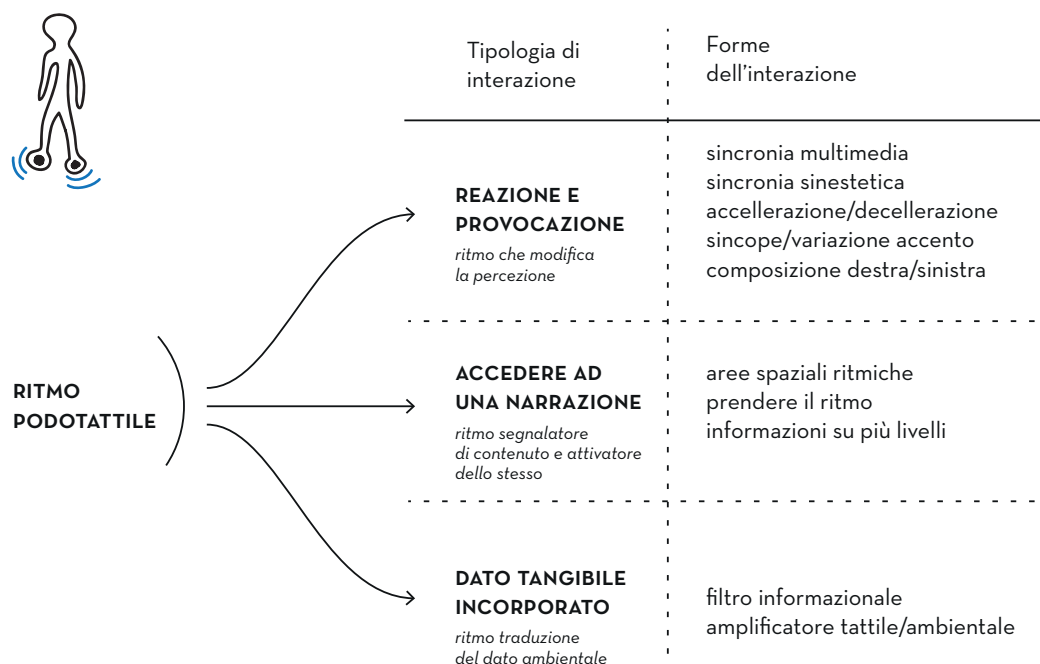 Tipologia di
interazione
Forme
dell'interazione
RITMO
PODOTATTILE
REAZIONE E
PROVOCAZIONE
ritmo che modifica
la percezione
sincronia multimedia
sincronia sinestetica
accellerazione/decellerazione
sincope/variazione accento
composizione destra/sinistra
ACCEDERE AD
UNA NARRAZIONE
ritmo segnalatore
di contenuto e attivatore
dello stesso
aree spaziali ritmiche
prendere il ritmo
informazioni su più livelli
DATO TANGIBILE
INCORPORATO
ritmo traduzione
del dato ambientale
filtro informazionale
amplificatore tattile/ambientale